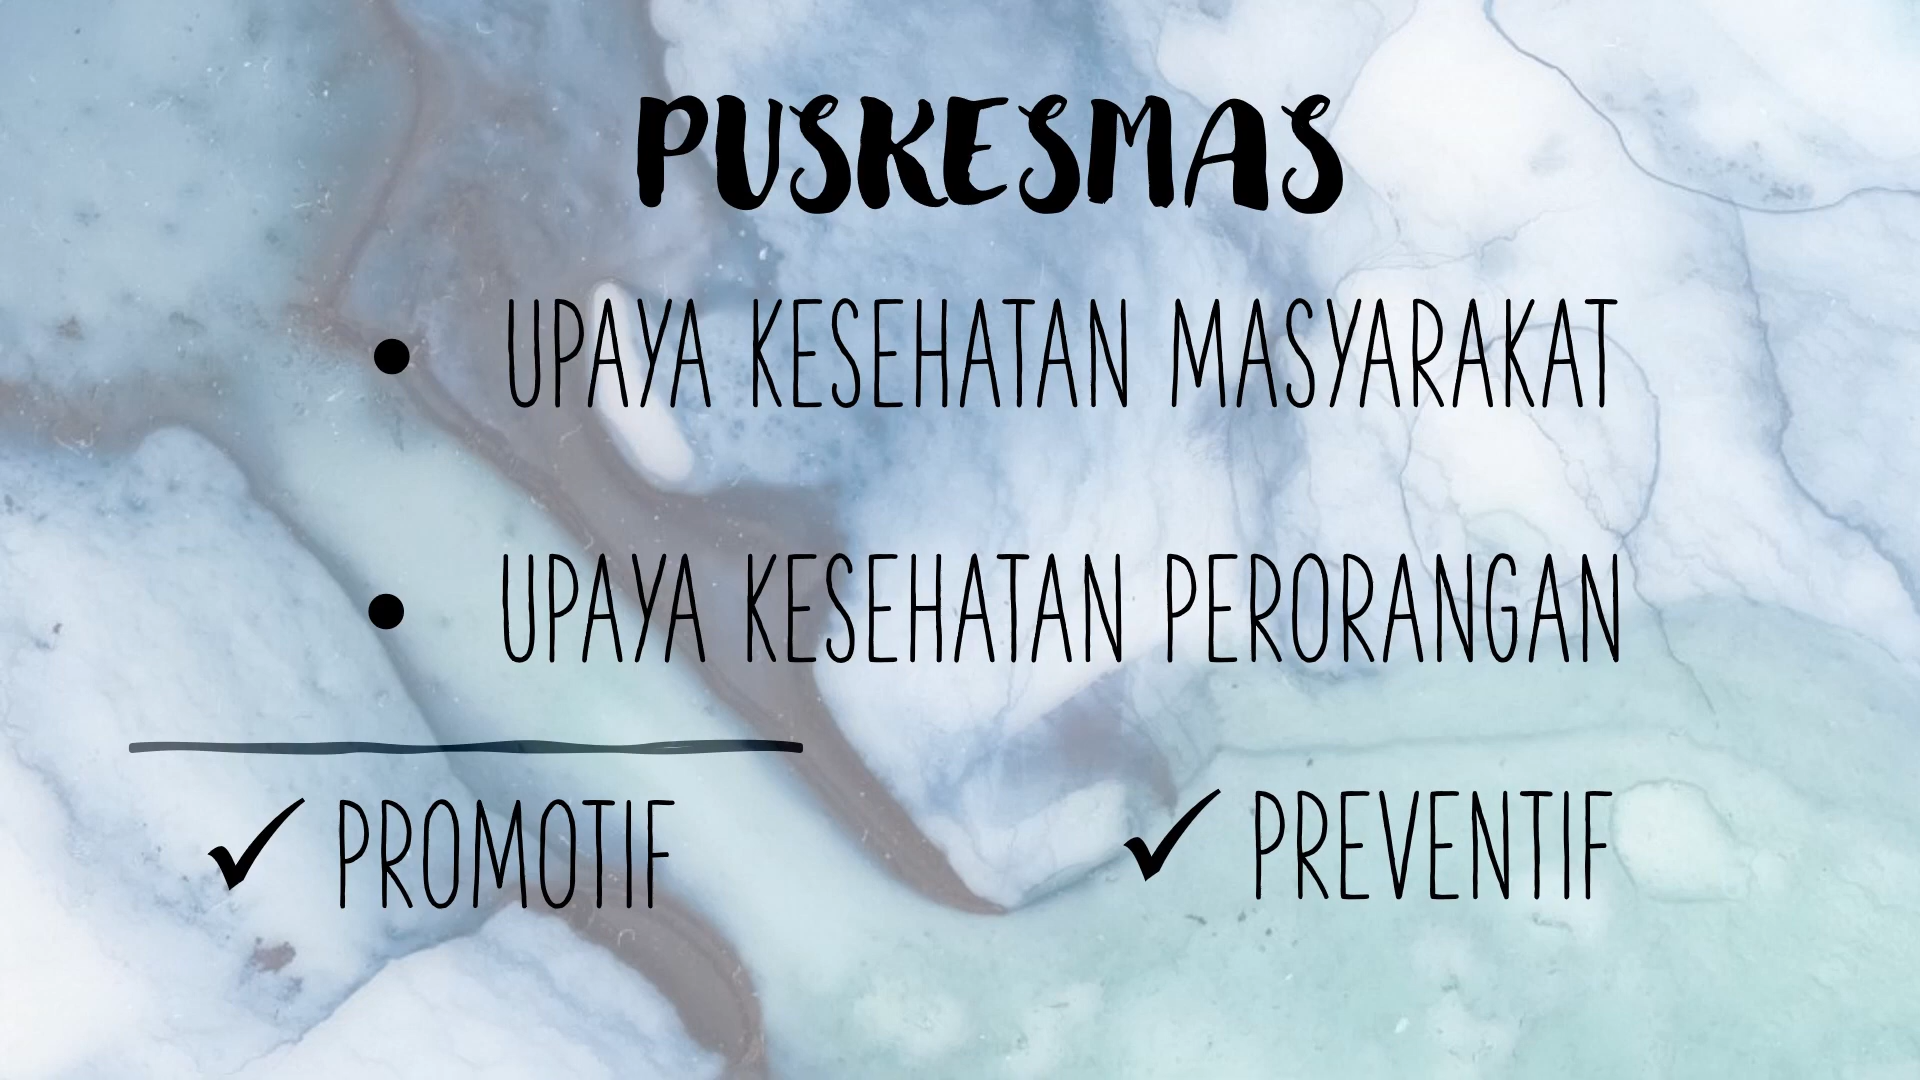 PUSKESMAS
• UPAYA KESEHATAN MASYARAKAT
• UPAYA KESEHATAN PERORANGAN
✓ PROMOTIF
✓ PREVENTIF